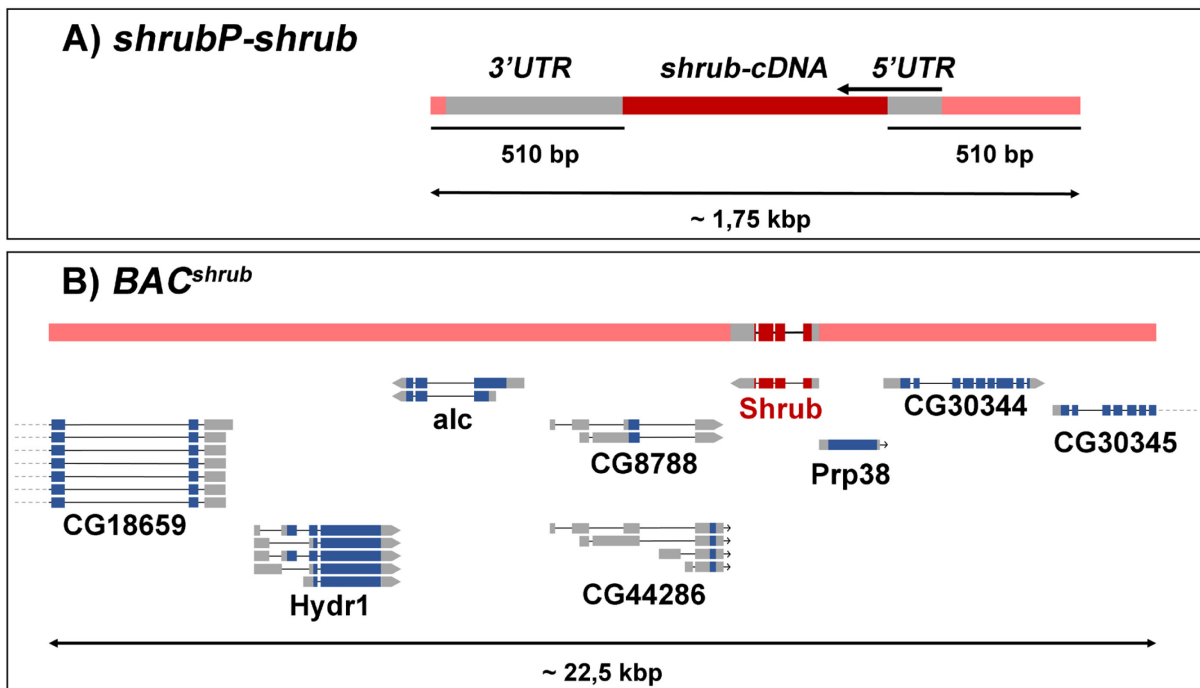 A) shrubP-shrub
3'UTR shrub-cDNA 5'UTR
510 bp 510 bp
~ 1,75 kbp
B) BACshrub
alc Shrub CG30344
CG8788 Prp38 CG30345
CG18659
Hydr1 CG44286
~ 22,5 kbp